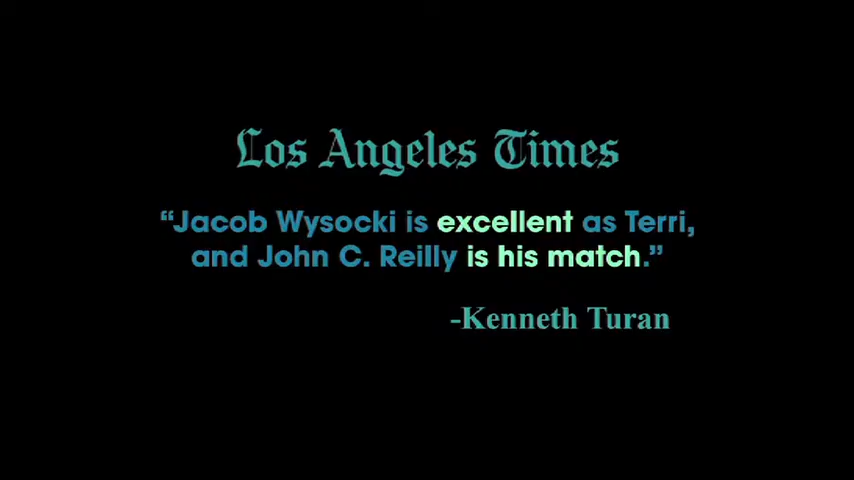 Los Angeles Times
“Jacob Wysocki is excellent as Terri,
and John C. Reilly is his match.”
-Kenneth Turan